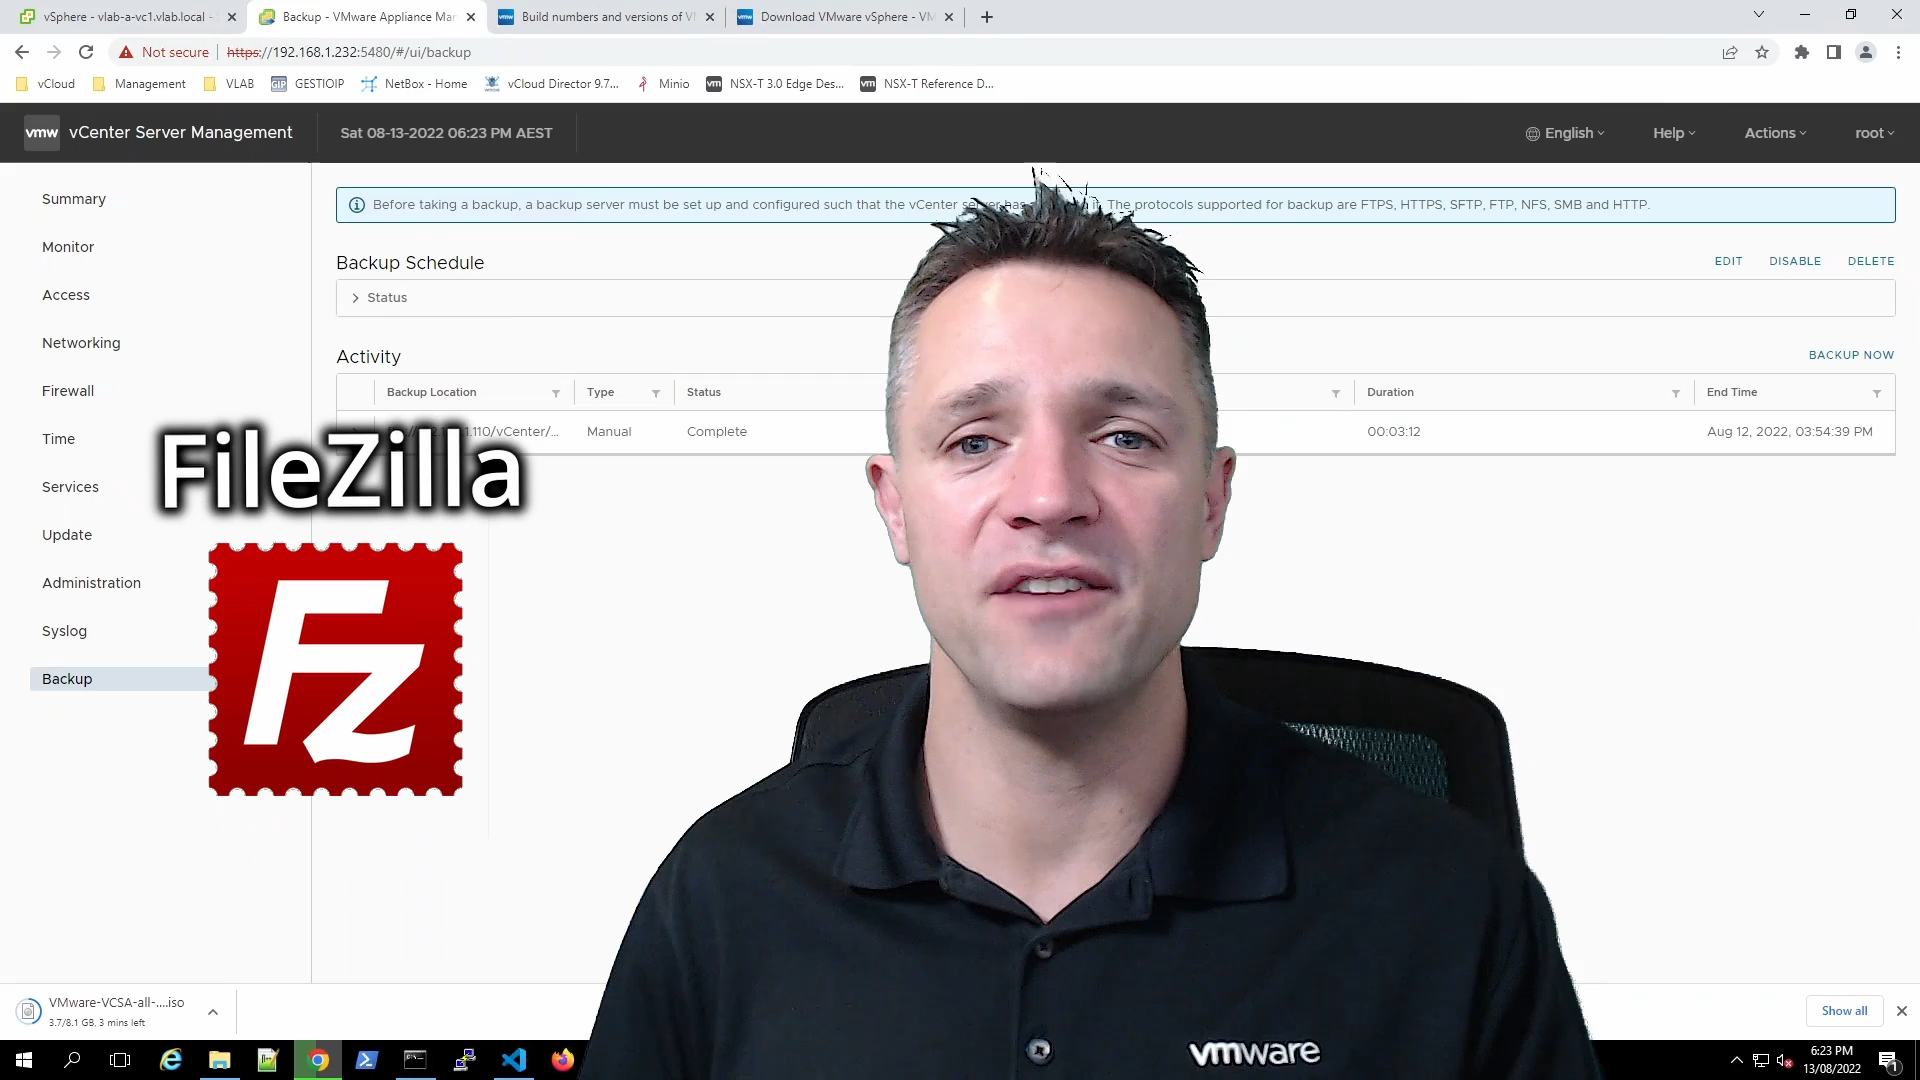 vSphere - vlab-a-vc1.vlab.local -
Backup - VMware Appliance Mar
Build numbers and versions of V
Download VMware vSphere - VM
Not secure
https://192.168.1.232:5480/#/ui/backup
vCloud
Management
VLAB
GIP
GESTIOIP
NetBox - Home
vCloud Director 9.7...
Minio
vm
NSX-T 3.0 Edge Des...
vm
NSX-T Reference D...
vmw
vCenter Server Management
Sat 08-13-2022 06:23 PM AEST
English
Help
Actions
root
Summary
Monitor
Access
Networking
Firewall
Time
Services
Update
Administration
Syslog
Backup
Before taking a backup, a backup server must be set up and configured such that the vCenter server has
The protocols supported for backup are FTPS, HTTPS, SFTP, FTP, NFS, SMB and HTTP.
Backup Schedule
EDIT
DISABLE
DELETE
Status
Activity
BACKUP NOW
Backup Location
Type
Status
Duration
End Time
.110/vCenter/...
Manual
Complete
00:03:12
Aug 12, 2022, 03:54:39 PM
FileZilla
FZ
vmware
VMware-VCSA-all-....iso
3.7/8.1 GB, 3 mins left
Show all
6:23 PM
13/08/2022
1